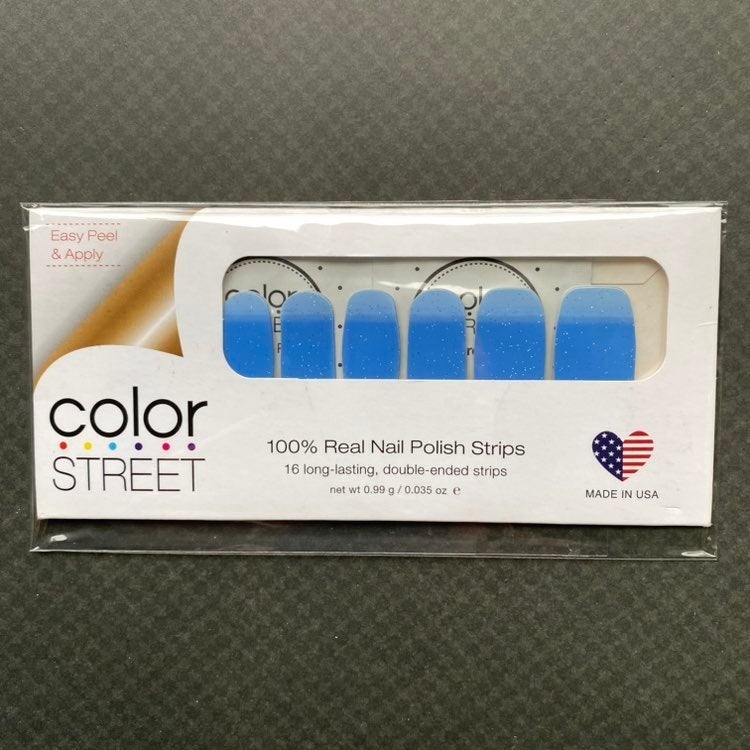 Easy Peel
& Apply
color
color
STREET
100% Real Nail Polish Strips
16 long-lasting, double-ended strips
net wt 0.99 g / 0.035 oz ℮
MADE IN USA